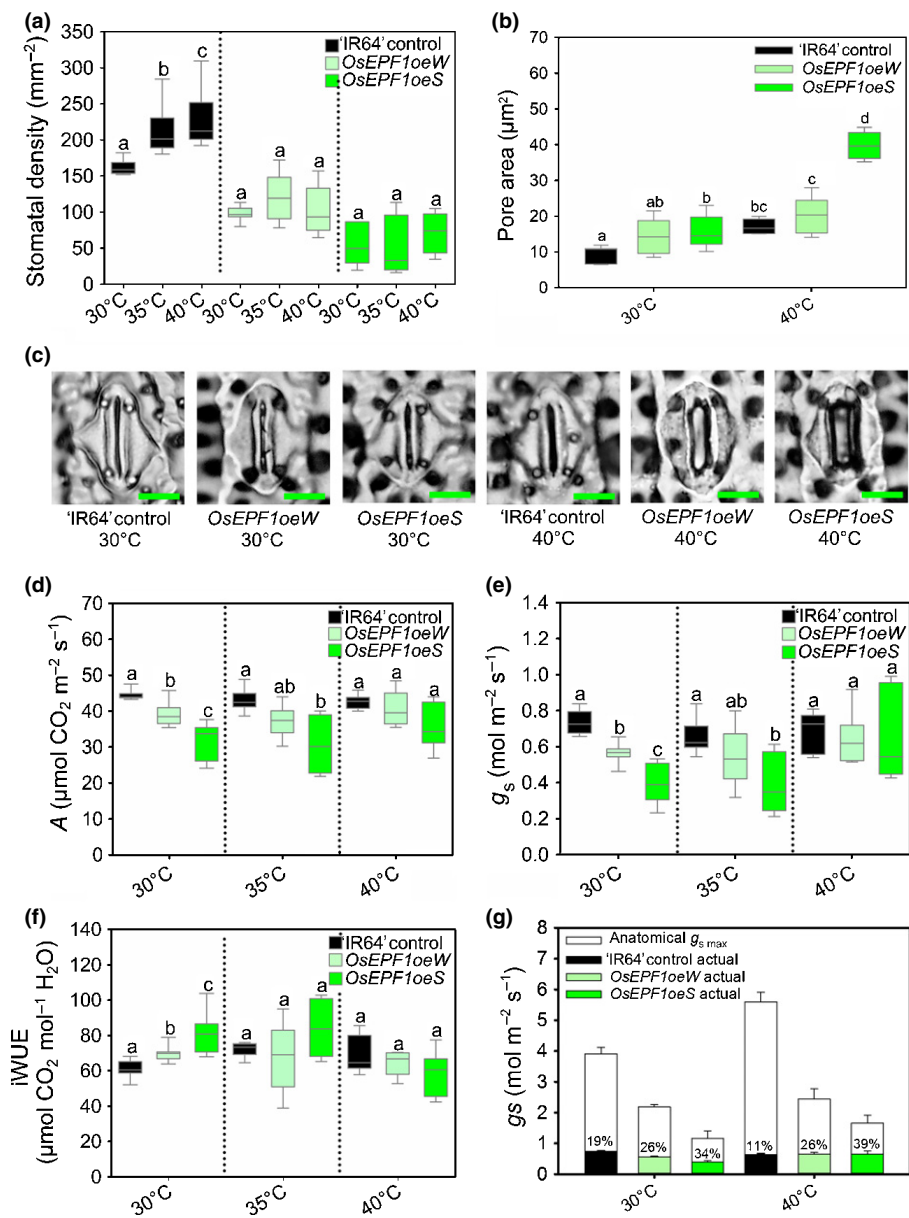 (a)
Stomatal density (mm⁻²)
350
300
250
200
150
100
50
0
'IR64' control
OsEPF1oeW
OsEPF1oeS
a b c a a a a a a
30°C 35°C 40°C 30°C 35°C 40°C 30°C 35°C 40°C
(b)
Pore area (µm²)
70
60
50
40
30
20
10
0
'IR64' control
OsEPF1oeW
OsEPF1oeS
a ab b bc c d
30°C 40°C
(c)
'IR64' control OsEPF1oeW OsEPF1oeS 'IR64' control OsEPF1oeW OsEPF1oeS
30°C 30°C 30°C 40°C 40°C 40°C
(d)
A (µmol CO₂ m⁻² s⁻¹)
70
60
50
40
30
20
10
0
'IR64' control
OsEPF1oeW
OsEPF1oeS
a b c a ab b a a a
30°C 35°C 40°C
(e)
gₛ (mol m⁻² s⁻¹)
1.4
1.2
1.0
0.8
0.6
0.4
0.2
0.0
'IR64' control
OsEPF1oeW
OsEPF1oeS
a b c a ab b a a a
30°C 35°C 40°C
(f)
iWUE
(µmol CO₂ mol⁻¹ H₂O)
140
120
100
80
60
40
20
0
'IR64' control
OsEPF1oeW
OsEPF1oeS
a b c a a a a a a
30°C 35°C 40°C
(g)
gs (mol m⁻² s⁻¹)
8
7
6
5
4
3
2
1
0
Anatomical gₛ ₘₐₓ
'IR64' control actual
OsEPF1oeW actual
OsEPF1oeS actual
19% 26% 34% 11% 26% 39%
30°C 40°C